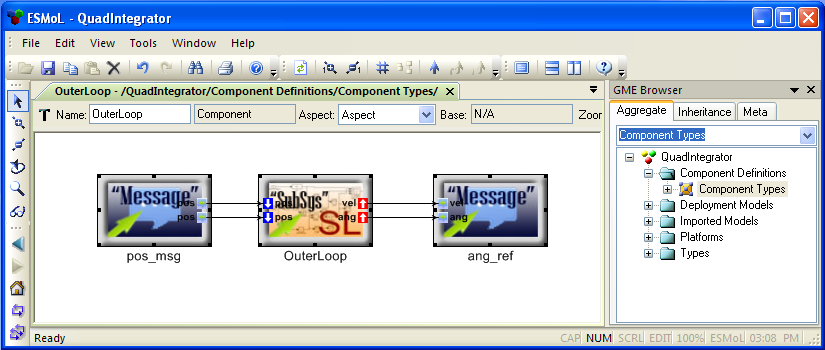 ESMoL - QuadIntegrator
File Edit View Tools Window Help
OuterLoop - /QuadIntegrator/Component Definitions/Component Types/
GME Browser
Name: OuterLoop Component Aspect: Aspect Base: N/A Zoor
Aggregate Inheritance Meta
Component Types
QuadIntegrator
Component Definitions
Component Types
Deployment Models
Imported Models
Platforms
Types
"Message" "SubSys" "Message"
pos pos vel vel
pos pos ang ang
SL
pos_msg OuterLoop ang_ref
Ready CAP NUM SCRL EDIT 100% ESMoL 03:08 PM